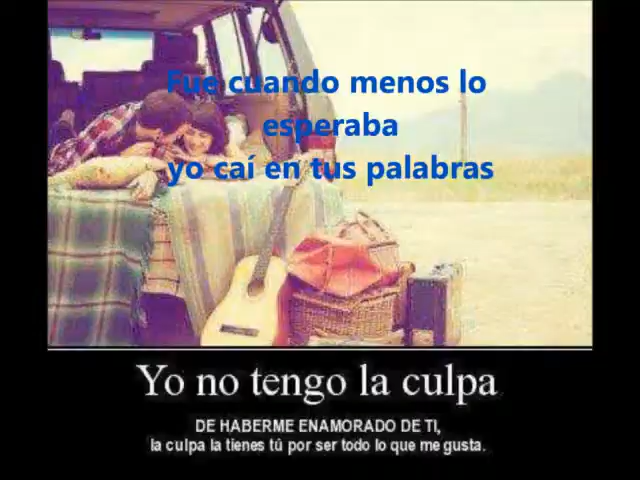 Fue cuando menos lo
esperaba
yo caí en tus palabras
Yo no tengo la culpa
DE HABERME ENAMORADO DE TI,
la culpa la tienes tú por ser todo lo que me gusta.